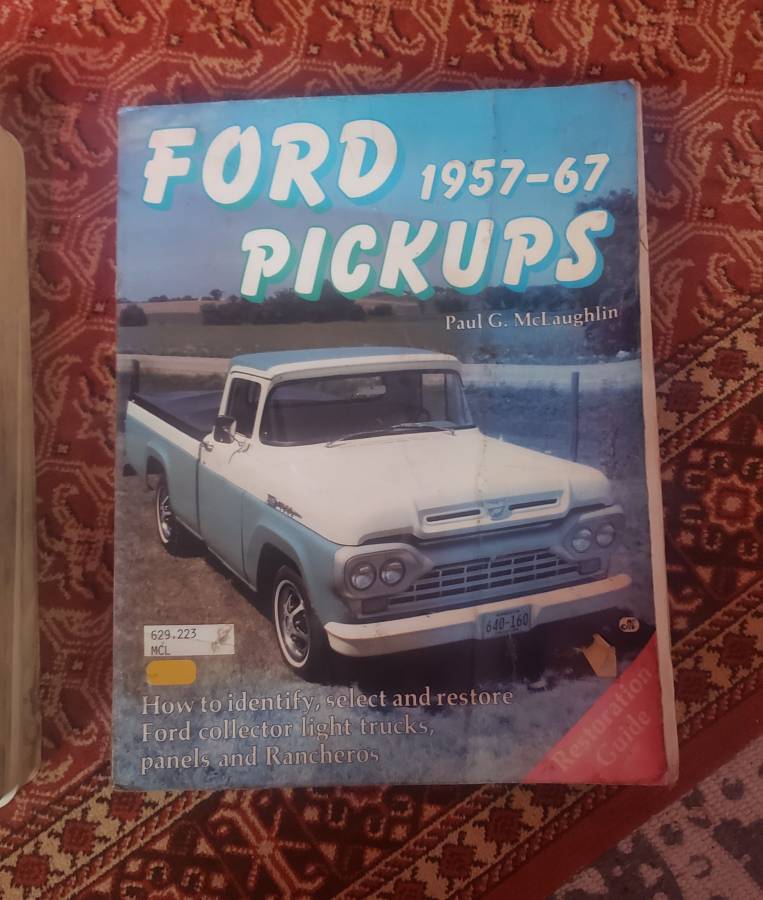 FORD 1957-67
PICKUPS
Paul G. McLaughlin
640-160
629.223
MCL
How to identify, select and restore
Ford collector light trucks,
panels and Rancheros
Restoration
Guide